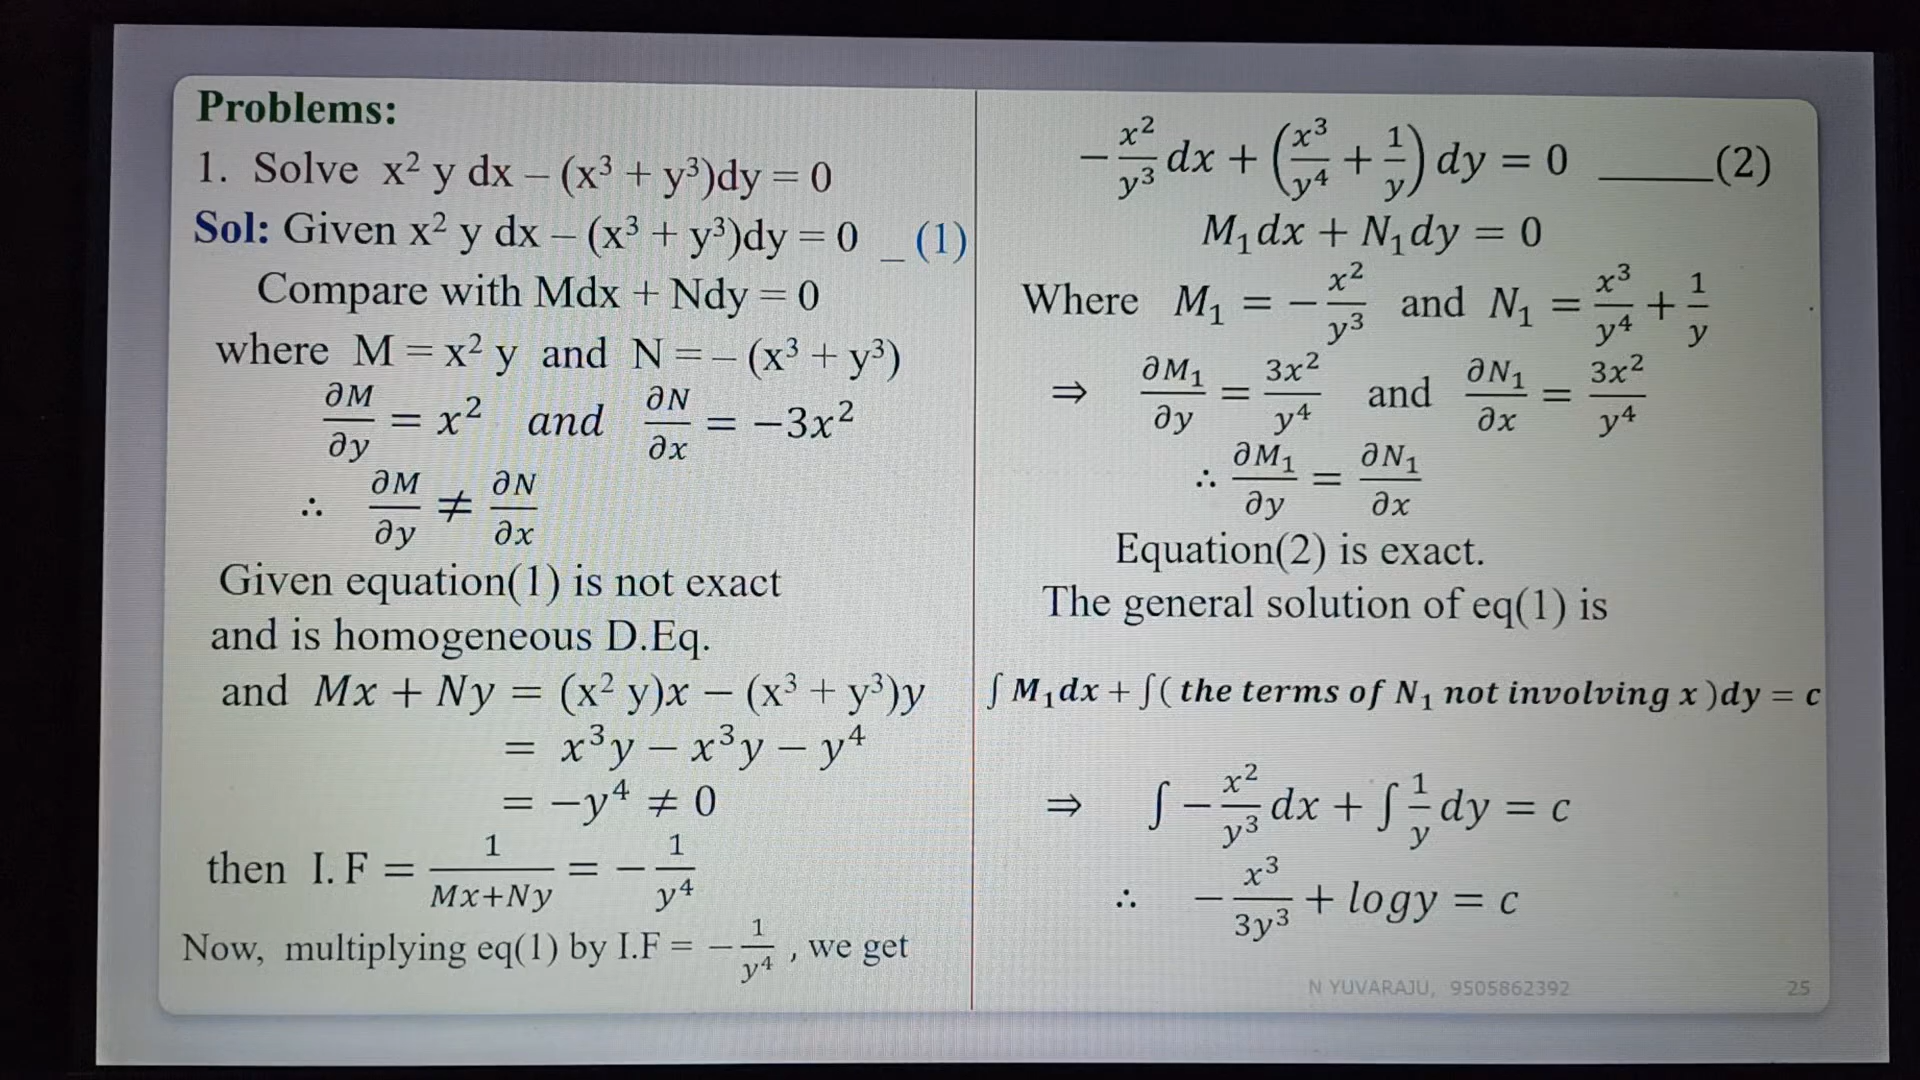 Problems:
1. Solve x² y dx – (x³ + y³)dy = 0
Sol: Given x² y dx – (x³ + y³)dy = 0 _ (1)
Compare with Mdx + Ndy = 0
where M = x² y and N = – (x³ + y³)
∂M/∂y = x² and ∂N/∂x = −3x²
∴ ∂M/∂y ≠ ∂N/∂x
Given equation(1) is not exact
and is homogeneous D.Eq.
and Mx + Ny = (x² y)x – (x³ + y³)y
= x³y – x³y – y⁴
= −y⁴ ≠ 0
then I. F = 1/(Mx+Ny) = − 1/y⁴
Now, multiplying eq(1) by I.F = − 1/y⁴ , we get
− x²/y³ dx + (x³/y⁴ + 1/y) dy = 0 _____(2)
M₁dx + N₁dy = 0
Where M₁ = − x²/y³ and N₁ = x³/y⁴ + 1/y
⇒ ∂M₁/∂y = 3x²/y⁴ and ∂N₁/∂x = 3x²/y⁴
∴ ∂M₁/∂y = ∂N₁/∂x
Equation(2) is exact.
The general solution of eq(1) is
∫ M₁dx + ∫( the terms of N₁ not involving x )dy = c
⇒ ∫ − x²/y³ dx + ∫ 1/y dy = c
∴ − x³/3y³ + logy = c
N YUVARAJU, 9505862392 25